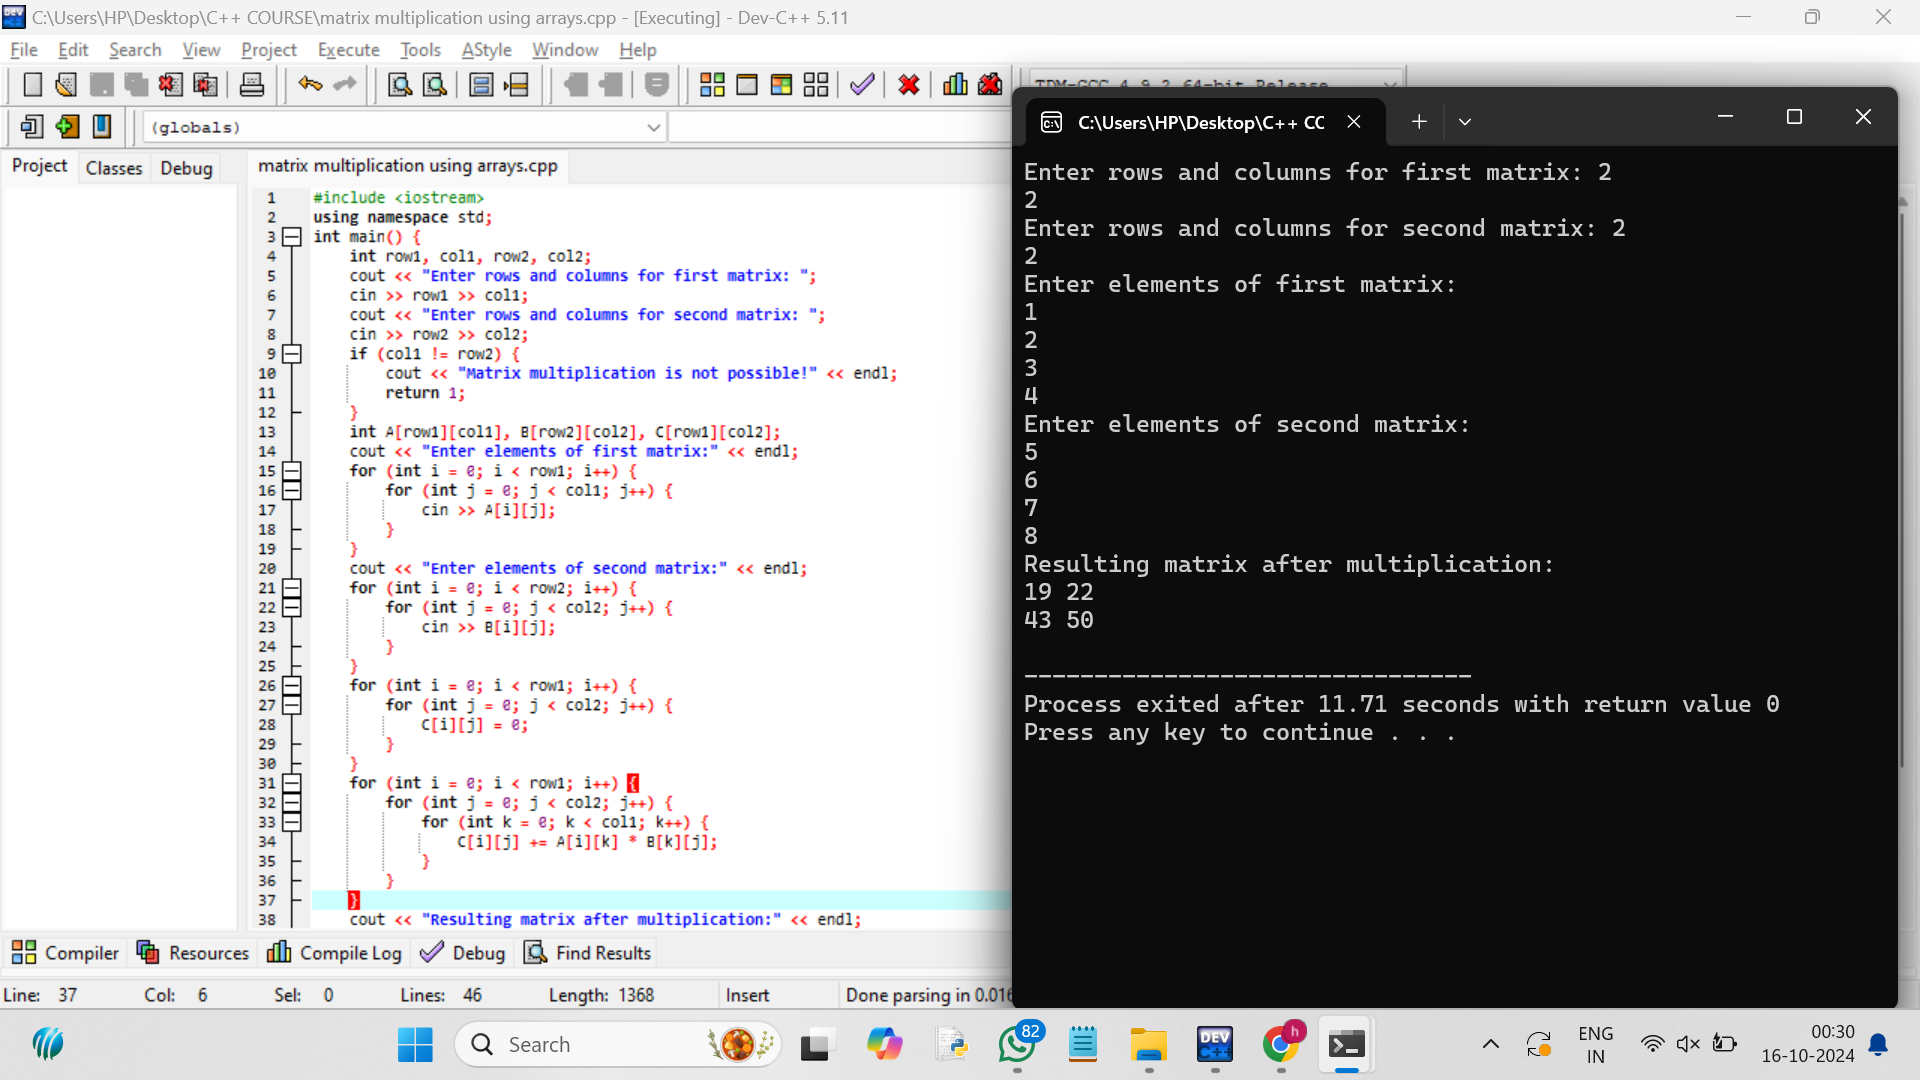 C:\Users\HP\Desktop\C++ COURSE\matrix multiplication using arrays.cpp - [Executing] - Dev-C++ 5.11
File Edit Search View Project Execute Tools AStyle Window Help
TDM-GCC 4.9.2 64-bit Release
(globals)
Project Classes Debug
matrix multiplication using arrays.cpp
1 #include <iostream>
2 using namespace std;
3 int main() {
4 int row1, col1, row2, col2;
5 cout << "Enter rows and columns for first matrix: ";
6 cin >> row1 >> col1;
7 cout << "Enter rows and columns for second matrix: ";
8 cin >> row2 >> col2;
9 if (col1 != row2) {
10 cout << "Matrix multiplication is not possible!" << endl;
11 return 1;
12 }
13 int A[row1][col1], B[row2][col2], C[row1][col2];
14 cout << "Enter elements of first matrix:" << endl;
15 for (int i = 0; i < row1; i++) {
16 for (int j = 0; j < col1; j++) {
17 cin >> A[i][j];
18 }
19 }
20 cout << "Enter elements of second matrix:" << endl;
21 for (int i = 0; i < row2; i++) {
22 for (int j = 0; j < col2; j++) {
23 cin >> B[i][j];
24 }
25 }
26 for (int i = 0; i < row1; i++) {
27 for (int j = 0; j < col2; j++) {
28 C[i][j] = 0;
29 }
30 }
31 for (int i = 0; i < row1; i++) {
32 for (int j = 0; j < col2; j++) {
33 for (int k = 0; k < col1; k++) {
34 C[i][j] += A[i][k] * B[k][j];
35 }
36 }
37 }
38 cout << "Resulting matrix after multiplication:" << endl;
Compiler Resources Compile Log Debug Find Results
Line: 37 Col: 6 Sel: 0 Lines: 46 Length: 1368 Insert Done parsing in 0.016
C:\Users\HP\Desktop\C++ CC
Enter rows and columns for first matrix: 2
2
Enter rows and columns for second matrix: 2
2
Enter elements of first matrix:
1
2
3
4
Enter elements of second matrix:
5
6
7
8
Resulting matrix after multiplication:
19 22
43 50
--------------------------------
Process exited after 11.71 seconds with return value 0
Press any key to continue . . .
Search
82
DEV C++
h
ENG
IN
00:30
16-10-2024